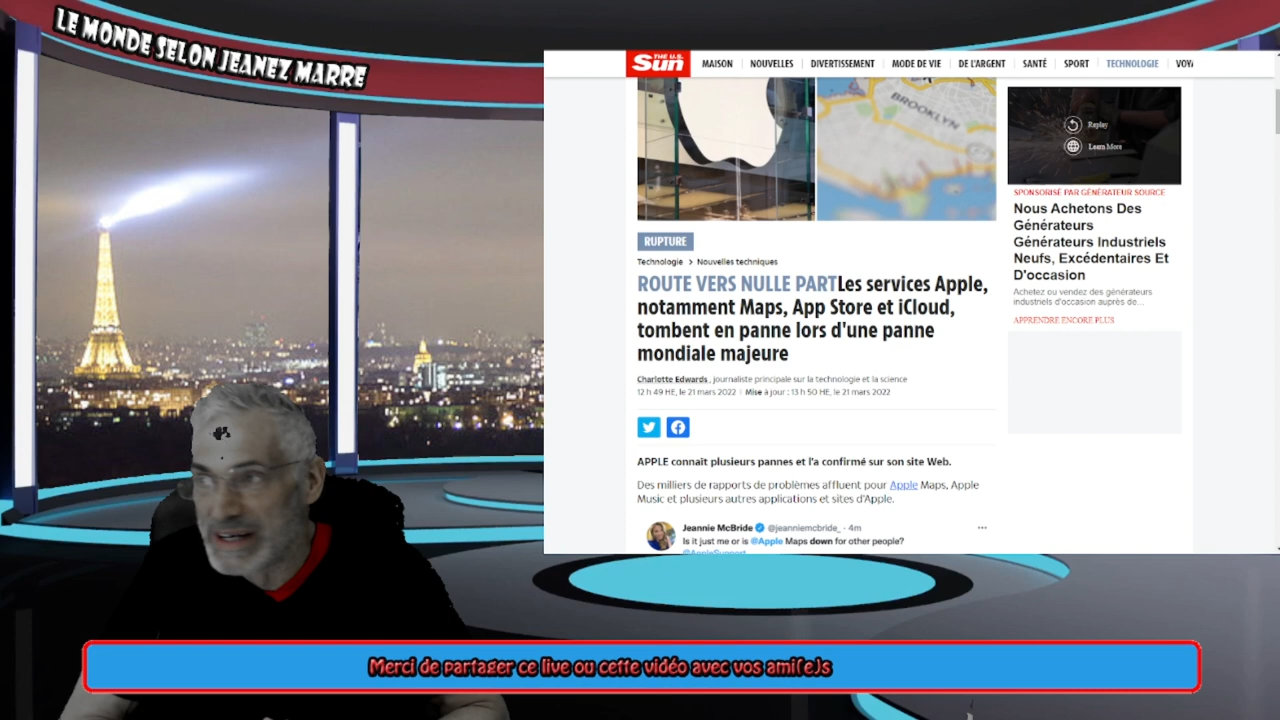 LE MONDE SELON JEANEZ MARRE
THE U.S. Sun
MAISON
NOUVELLES
DIVERTISSEMENT
MODE DE VIE
DE L'ARGENT
SANTÉ
SPORT
TECHNOLOGIE
BROOKLYN
Replay
Learn More
RUPTURE
Technologie > Nouvelles techniques
ROUTE VERS NULLE PARTLes services Apple,
notamment Maps, App Store et iCloud,
tombent en panne lors d'une panne
mondiale majeure
Charlotte Edwards , journaliste principale sur la technologie et la science
12 h 49 HE, le 21 mars 2022 | Mise à jour : 13 h 50 HE, le 21 mars 2022
APPLE connaît plusieurs pannes et l'a confirmé sur son site Web.
Des milliers de rapports de problèmes affluent pour Apple Maps, Apple
Music et plusieurs autres applications et sites d'Apple.
Jeannie McBride @jeanniemcbride_ · 4m
Is it just me or is @Apple Maps down for other people?
@AppleSupport
SPONSORISÉ PAR GÉNÉRATEUR SOURCE
Nous Achetons Des
Générateurs
Générateurs Industriels
Neufs, Excédentaires Et
D'occasion
Achetez ou vendez des générateurs
industriels d'occasion auprès de...
APPRENDRE ENCORE PLUS
Merci de partager ce live ou cette vidéo avec vos ami(e)s